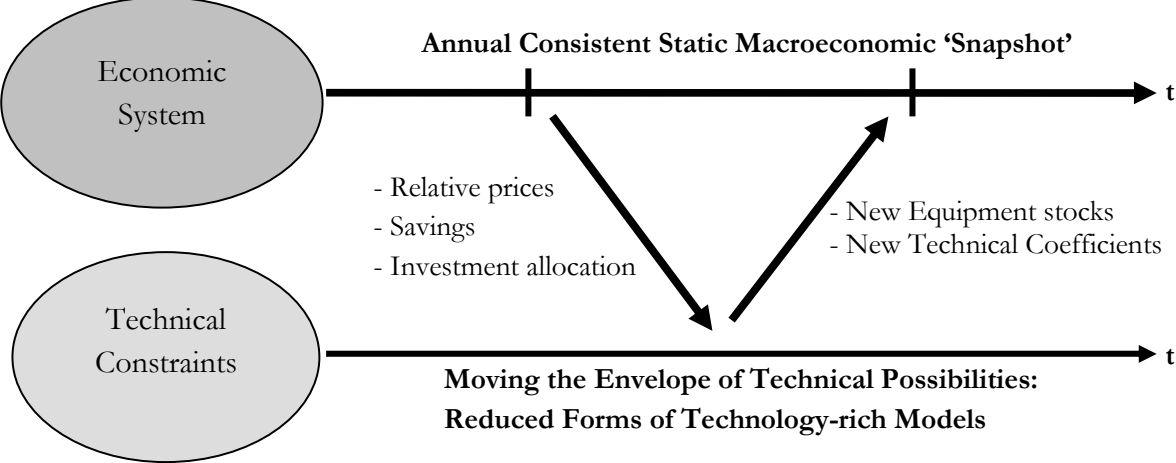 Annual Consistent Static Macroeconomic ‘Snapshot’
Economic
System
t
- Relative prices
- Savings
- Investment allocation
- New Equipment stocks
- New Technical Coefficients
Technical
Constraints
t
Moving the Envelope of Technical Possibilities:
Reduced Forms of Technology-rich Models